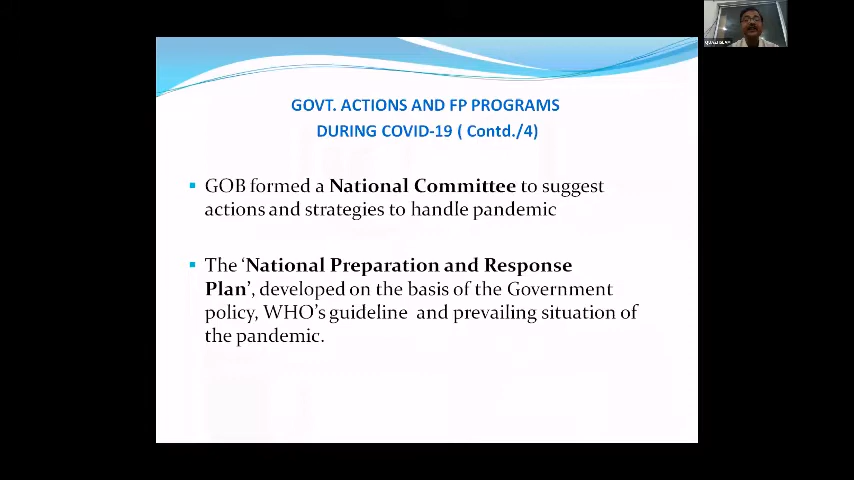 GOVT. ACTIONS AND FP PROGRAMS
DURING COVID-19 ( Contd./4)
▪ GOB formed a National Committee to suggest
actions and strategies to handle pandemic
▪ The ‘National Preparation and Response
Plan’, developed on the basis of the Government
policy, WHO’s guideline and prevailing situation of
the pandemic.